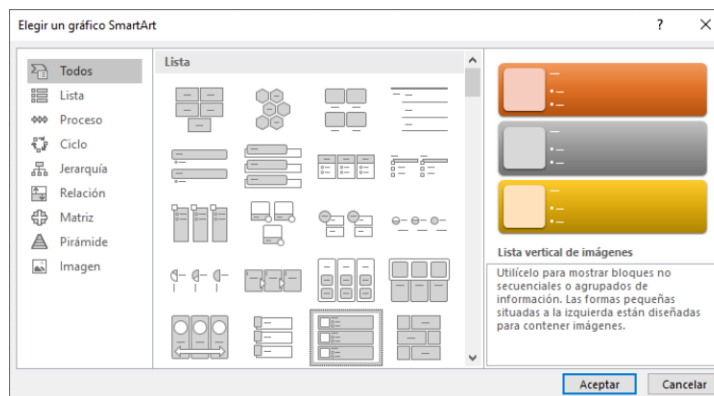 Elegir un gráfico SmartArt
Todos
Lista
Proceso
Ciclo
Jerarquía
Relación
Matriz
Pirámide
Imagen
Lista
Lista vertical de imágenes
Utilícelo para mostrar bloques no
secuenciales o agrupados de
información. Las formas pequeñas
situadas a la izquierda están diseñadas
para contener imágenes.
Aceptar
Cancelar